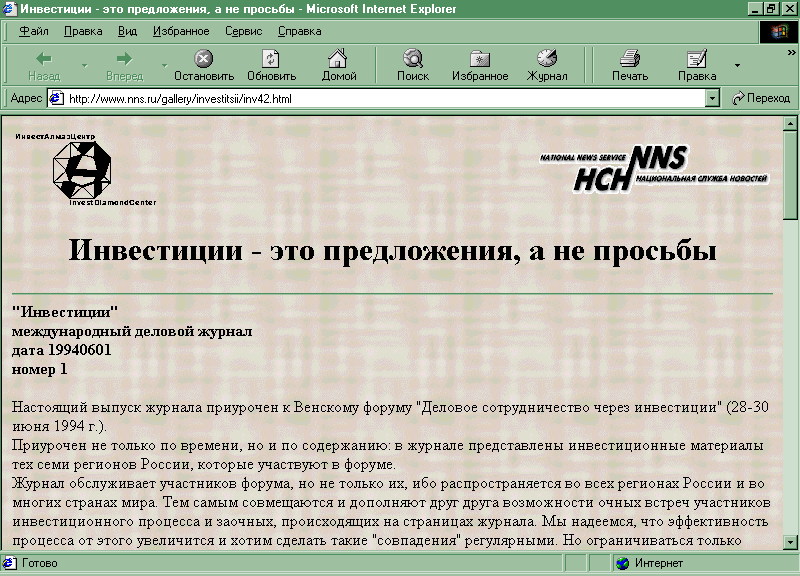 Инвестиции - это предложения, а не просьбы - Microsoft Internet Explorer
Файл Правка Вид Избранное Сервис Справка
Назад Вперед Остановить Обновить Домой Поиск Избранное Журнал Печать Правка »
Адрес http://www.nns.ru/gallery/investitsii/inv42.html Переход
ИнвестАлмазЦентр
InvestDiamondCenter
NATIONAL NEWS SERVICE NNS
НСН НАЦИОНАЛЬНАЯ СЛУЖБА НОВОСТЕЙ
Инвестиции - это предложения, а не просьбы
"Инвестиции"
международный деловой журнал
дата 19940601
номер 1
Настоящий выпуск журнала приурочен к Венскому форуму "Деловое сотрудничество через инвестиции" (28-30
июня 1994 г.).
Приурочен не только по времени, но и по содержанию: в журнале представлены инвестиционные материалы
тех семи регионов России, которые участвуют в форуме.
Журнал обслуживает участников форума, но не только их, ибо распространяется во всех регионах России и во
многих странах мира. Тем самым совмещаются и дополняют друг друга возможности очных встреч участников
инвестиционного процесса и заочных, происходящих на страницах журнала. Мы надеемся, что эффективность
процесса от этого увеличится и хотим сделать такие "совпадения" регулярными. Но ограничиваться только
Готово Интернет